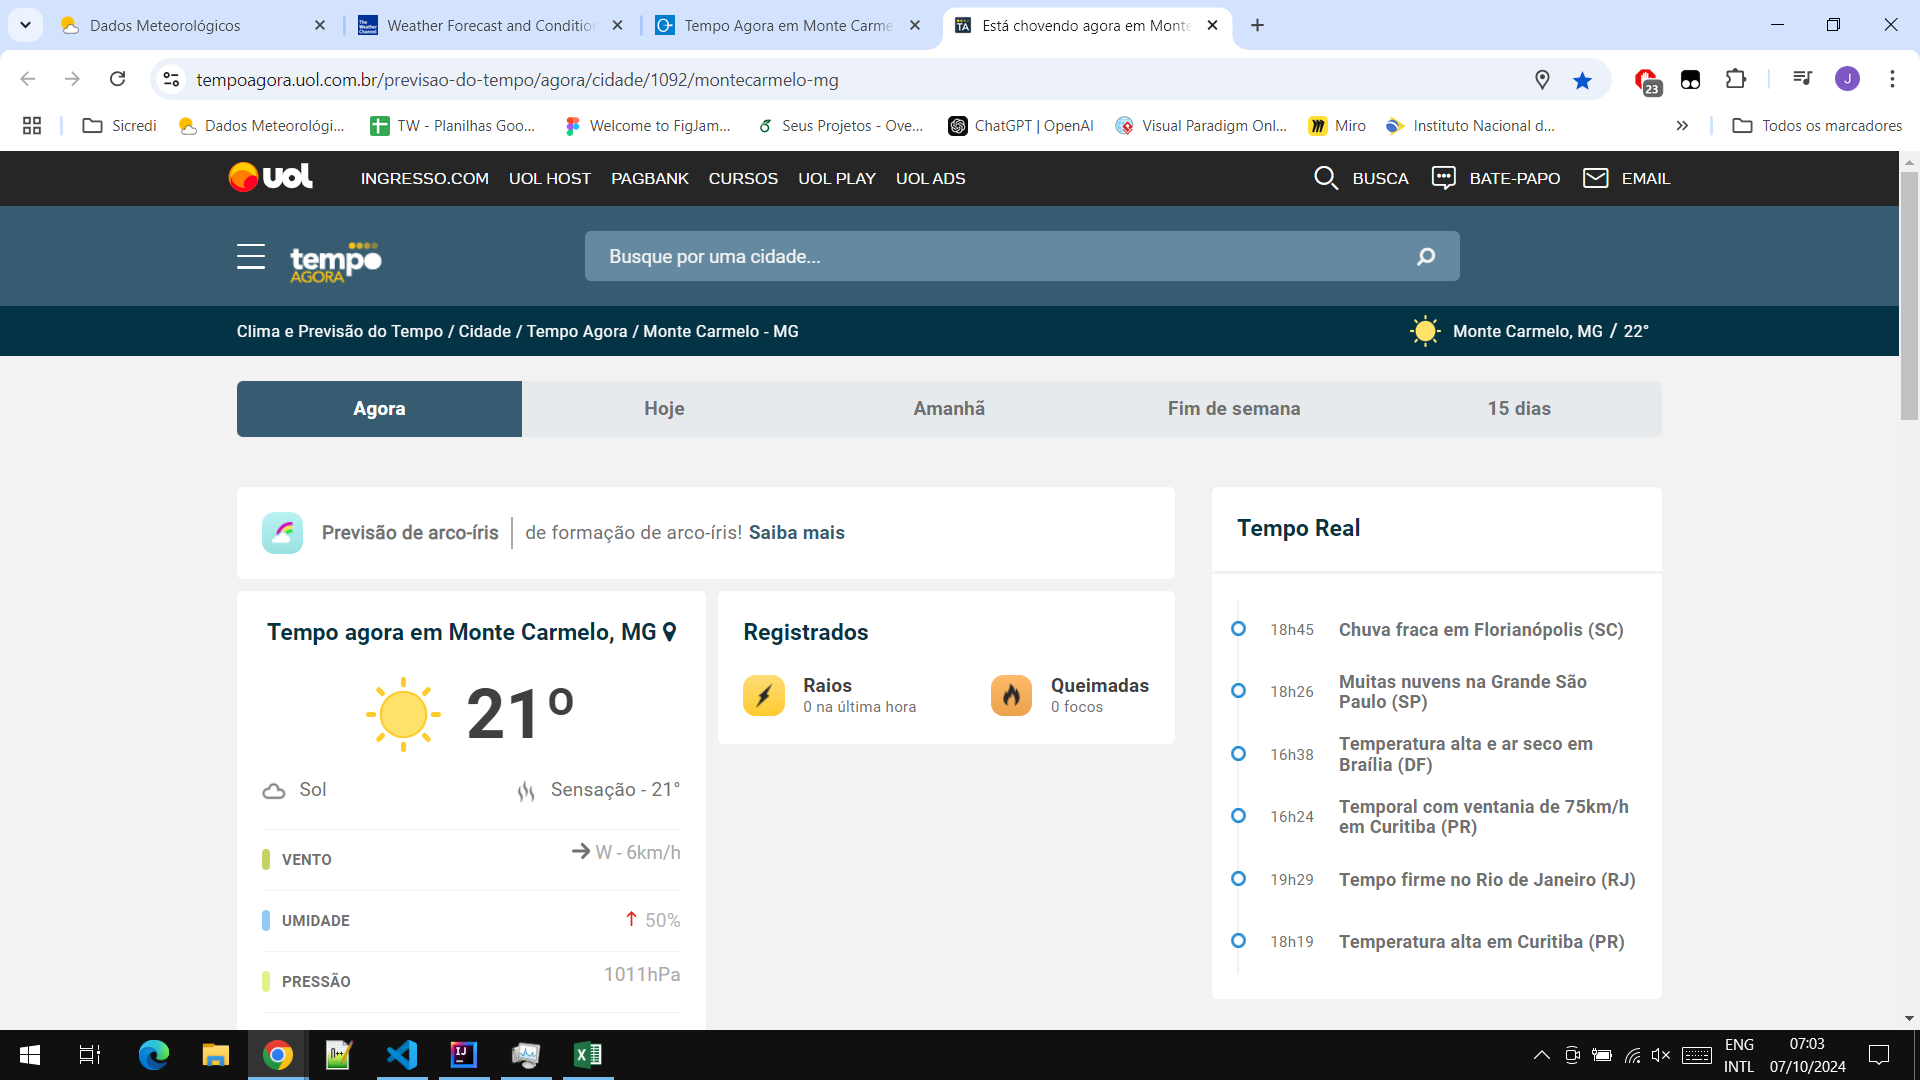 Dados Meteorológicos
Weather Forecast and Condition
Tempo Agora em Monte Carme
Está chovendo agora em Monte
tempoagora.uol.com.br/previsao-do-tempo/agora/cidade/1092/montecarmelo-mg
23
J
Sicredi
Dados Meteorológi...
TW - Planilhas Goo...
Welcome to FigJam...
Seus Projetos - Ove...
ChatGPT | OpenAI
Visual Paradigm Onl...
Miro
Instituto Nacional d...
Todos os marcadores
UOL
INGRESSO.COM
UOL HOST
PAGBANK
CURSOS
UOL PLAY
UOL ADS
BUSCA
BATE-PAPO
EMAIL
tempo
AGORA
Busque por uma cidade...
Clima e Previsão do Tempo / Cidade / Tempo Agora / Monte Carmelo - MG
Monte Carmelo, MG / 22°
Agora
Hoje
Amanhã
Fim de semana
15 dias
Previsão de arco-íris
de formação de arco-íris! Saiba mais
Tempo agora em Monte Carmelo, MG
21º
Sol
Sensação - 21°
VENTO
W - 6km/h
UMIDADE
50%
PRESSÃO
1011hPa
Registrados
Raios
0 na última hora
Queimadas
0 focos
Tempo Real
18h45
Chuva fraca em Florianópolis (SC)
18h26
Muitas nuvens na Grande São
Paulo (SP)
16h38
Temperatura alta e ar seco em
Braília (DF)
16h24
Temporal com ventania de 75km/h
em Curitiba (PR)
19h29
Tempo firme no Rio de Janeiro (RJ)
18h19
Temperatura alta em Curitiba (PR)
ENG
INTL
07:03
07/10/2024